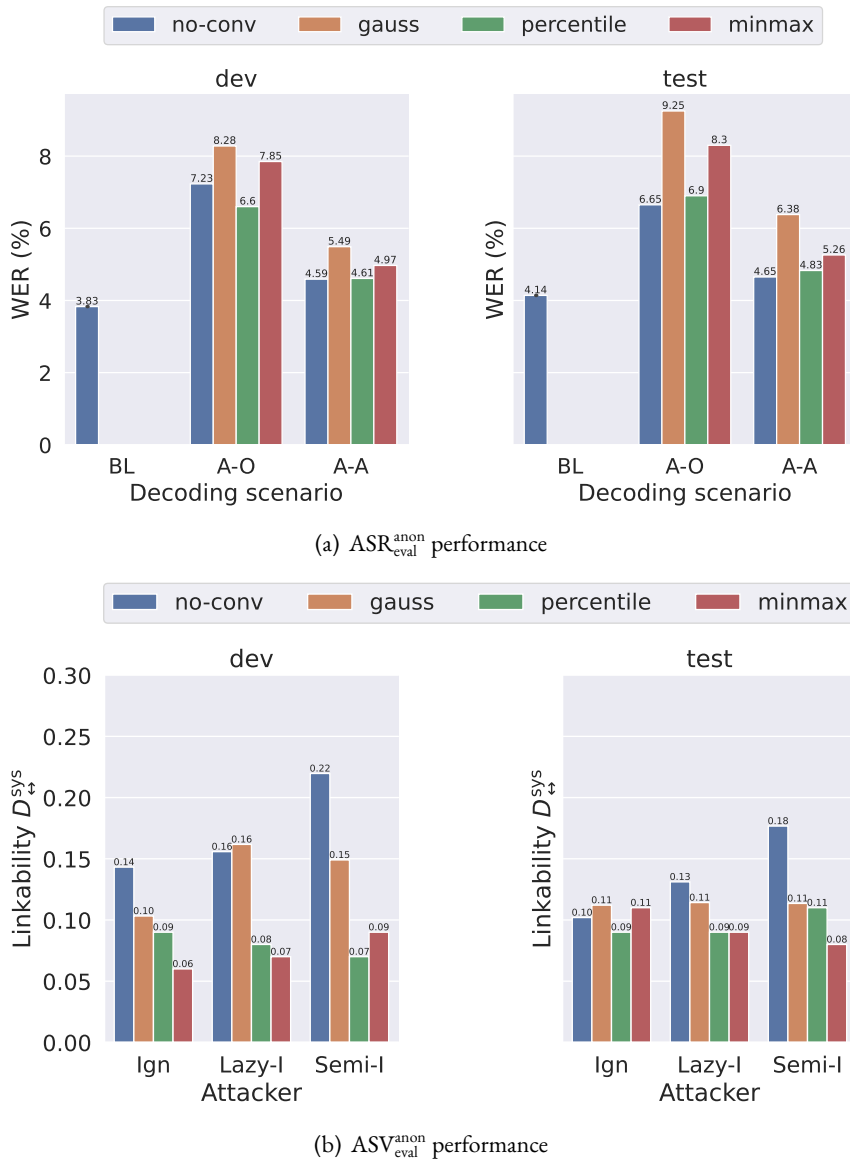 no-conv gauss percentile minmax
dev test
WER (%) WER (%)
8 6 4 2 0
3.83 7.23 8.28 6.6 7.85 4.59 5.49 4.61 4.97
4.14 6.65 9.25 6.9 8.3 4.65 6.38 4.83 5.26
BL A-O A-A BL A-O A-A
Decoding scenario Decoding scenario
(a) ASR^anon_eval performance
no-conv gauss percentile minmax
dev test
Linkability D↔^sys Linkability D↔^sys
0.30 0.25 0.20 0.15 0.10 0.05 0.00
0.14 0.10 0.09 0.06 0.16 0.16 0.08 0.07 0.22 0.15 0.07 0.09
0.10 0.11 0.09 0.11 0.13 0.11 0.09 0.09 0.18 0.11 0.11 0.08
Ign Lazy-I Semi-I Ign Lazy-I Semi-I
Attacker Attacker
(b) ASV^anon_eval performance